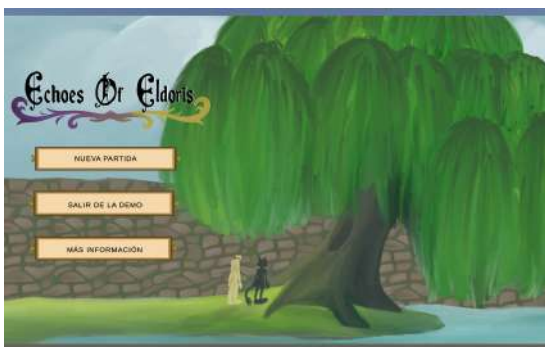 Echoes Of Eldoris
NUEVA PARTIDA
SALIR DE LA DEMO
MÁS INFORMACIÓN